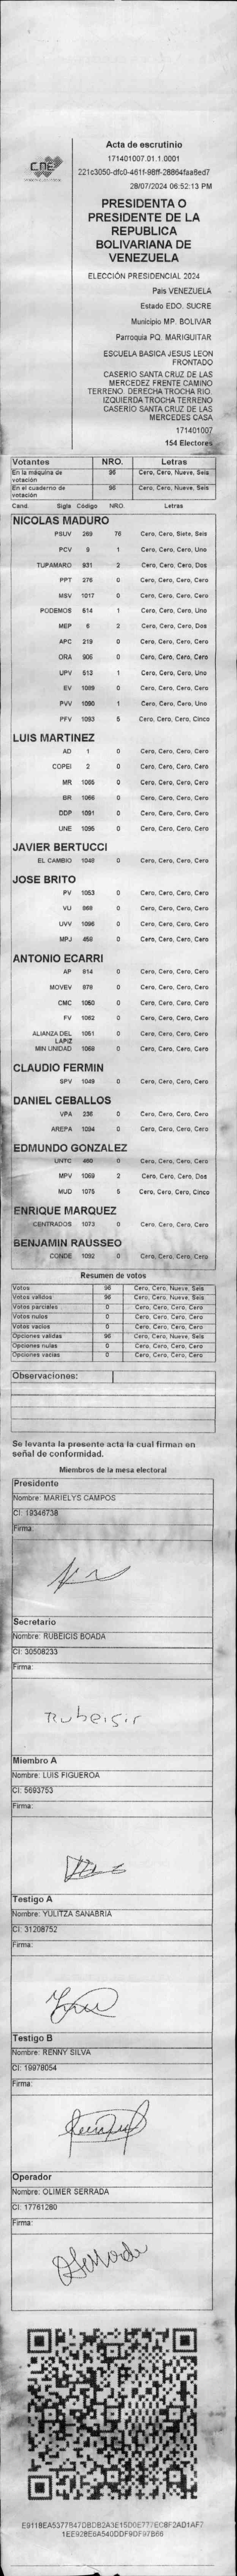 CNE
Acta de escrutinio
171401007.01.1.0001
221c3050-dfc0-461f-98ff-28864faa8ed7
28/07/2024 06:52:13 PM
PRESIDENTA O
PRESIDENTE DE LA
REPUBLICA
BOLIVARIANA DE
VENEZUELA
ELECCIÓN PRESIDENCIAL 2024
Pais VENEZUELA
Estado EDO. SUCRE
Municipio MP. BOLIVAR
Parroquia PQ. MARIGUITAR
ESCUELA BASICA JESUS LEON
FRONTADO
CASERIO SANTA CRUZ DE LAS
MERCEDEZ FRENTE CAMINO
TERRENO. DERECHA TROCHA RIO.
IZQUIERDA TROCHA TERRENO
CASERIO SANTA CRUZ DE LAS
MERCEDES CASA
171401007
154 Electores
Votantes NRO. Letras
En la máquina de votación 96 Cero, Cero, Nueve, Seis
En el cuaderno de votación 96 Cero, Cero, Nueve, Seis
Cand. Sigla Código NRO. Letras
NICOLAS MADURO
PSUV 269 76 Cero, Cero, Siete, Seis
PCV 3 1 Cero, Cero, Cero, Uno
TUPAMARO 931 2 Cero, Cero, Cero, Dos
PPT 276 0 Cero, Cero, Cero, Cero
MSV 1017 0 Cero, Cero, Cero, Cero
PODEMOS 514 1 Cero, Cero, Cero, Uno
MEP 6 2 Cero, Cero, Cero, Dos
APC 219 0 Cero, Cero, Cero, Cero
ORA 906 0 Cero, Cero, Cero, Cero
UPV 513 1 Cero, Cero, Cero, Uno
EV 1089 0 Cero, Cero, Cero, Cero
PVV 1090 1 Cero, Cero, Cero, Uno
PFV 1093 5 Cero, Cero, Cero, Cinco
LUIS MARTINEZ
AD 1 0 Cero, Cero, Cero, Cero
COPEI 2 0 Cero, Cero, Cero, Cero
MR 1065 0 Cero, Cero, Cero, Cero
BR 1066 0 Cero, Cero, Cero, Cero
DDP 1091 0 Cero, Cero, Cero, Cero
UNE 1095 0 Cero, Cero, Cero, Cero
JAVIER BERTUCCI
EL CAMBIO 1048 0 Cero, Cero, Cero, Cero
JOSE BRITO
PV 1053 0 Cero, Cero, Cero, Cero
VU 868 0 Cero, Cero, Cero, Cero
UVV 1096 0 Cero, Cero, Cero, Cero
MPJ 458 0 Cero, Cero, Cero, Cero
ANTONIO ECARRI
AP 814 0 Cero, Cero, Cero, Cero
MOVEV 878 0 Cero, Cero, Cero, Cero
CMC 1050 0 Cero, Cero, Cero, Cero
FV 1062 0 Cero, Cero, Cero, Cero
ALIANZA DEL LAPIZ 1051 0 Cero, Cero, Cero, Cero
MIN UNIDAD 1068 0 Cero, Cero, Cero, Cero
CLAUDIO FERMIN
SPV 1049 0 Cero, Cero, Cero, Cero
DANIEL CEBALLOS
VPA 236 0 Cero, Cero, Cero, Cero
AREPA 1094 0 Cero, Cero, Cero, Cero
EDMUNDO GONZALEZ
UNTC 460 0 Cero, Cero, Cero, Cero
MPV 1069 2 Cero, Cero, Cero, Dos
MUD 1075 5 Cero, Cero, Cero, Cinco
ENRIQUE MARQUEZ
CENTRADOS 1073 0 Cero, Cero, Cero, Cero
BENJAMIN RAUSSEO
CONDE 1092 0 Cero, Cero, Cero, Cero
Resumen de votos
Votos 96 Cero, Cero, Nueve, Seis
Votos validos 96 Cero, Cero, Nueve, Seis
Votos parciales 0 Cero, Cero, Cero, Cero
Votos nulos 0 Cero, Cero, Cero, Cero
Votos vacios 0 Cero, Cero, Cero, Cero
Opciones validas 96 Cero, Cero, Nueve, Seis
Opciones nulas 0 Cero, Cero, Cero, Cero
Opciones vacias 0 Cero, Cero, Cero, Cero
Observaciones:
Se levanta la presente acta la cual firman en
señal de conformidad.
Miembros de la mesa electoral
Presidente
Nombre: MARIELYS CAMPOS
CI: 19346738
Firma:
Secretario
Nombre: RUBEICIS BOADA
CI: 30508233
Firma:
Rubeisir
Miembro A
Nombre: LUIS FIGUEROA
CI: 5693753
Firma:
Testigo A
Nombre: YULITZA SANABRIA
CI: 31208752
Firma:
Testigo B
Nombre: RENNY SILVA
CI: 19978054
Firma:
Operador
Nombre: OLIMER SERRADA
CI: 17761280
Firma:
E9118EA5377B47DBDB2A3E15D0E777EC8F2AD1AF7
1EE928E6A540DDF9DF97B66